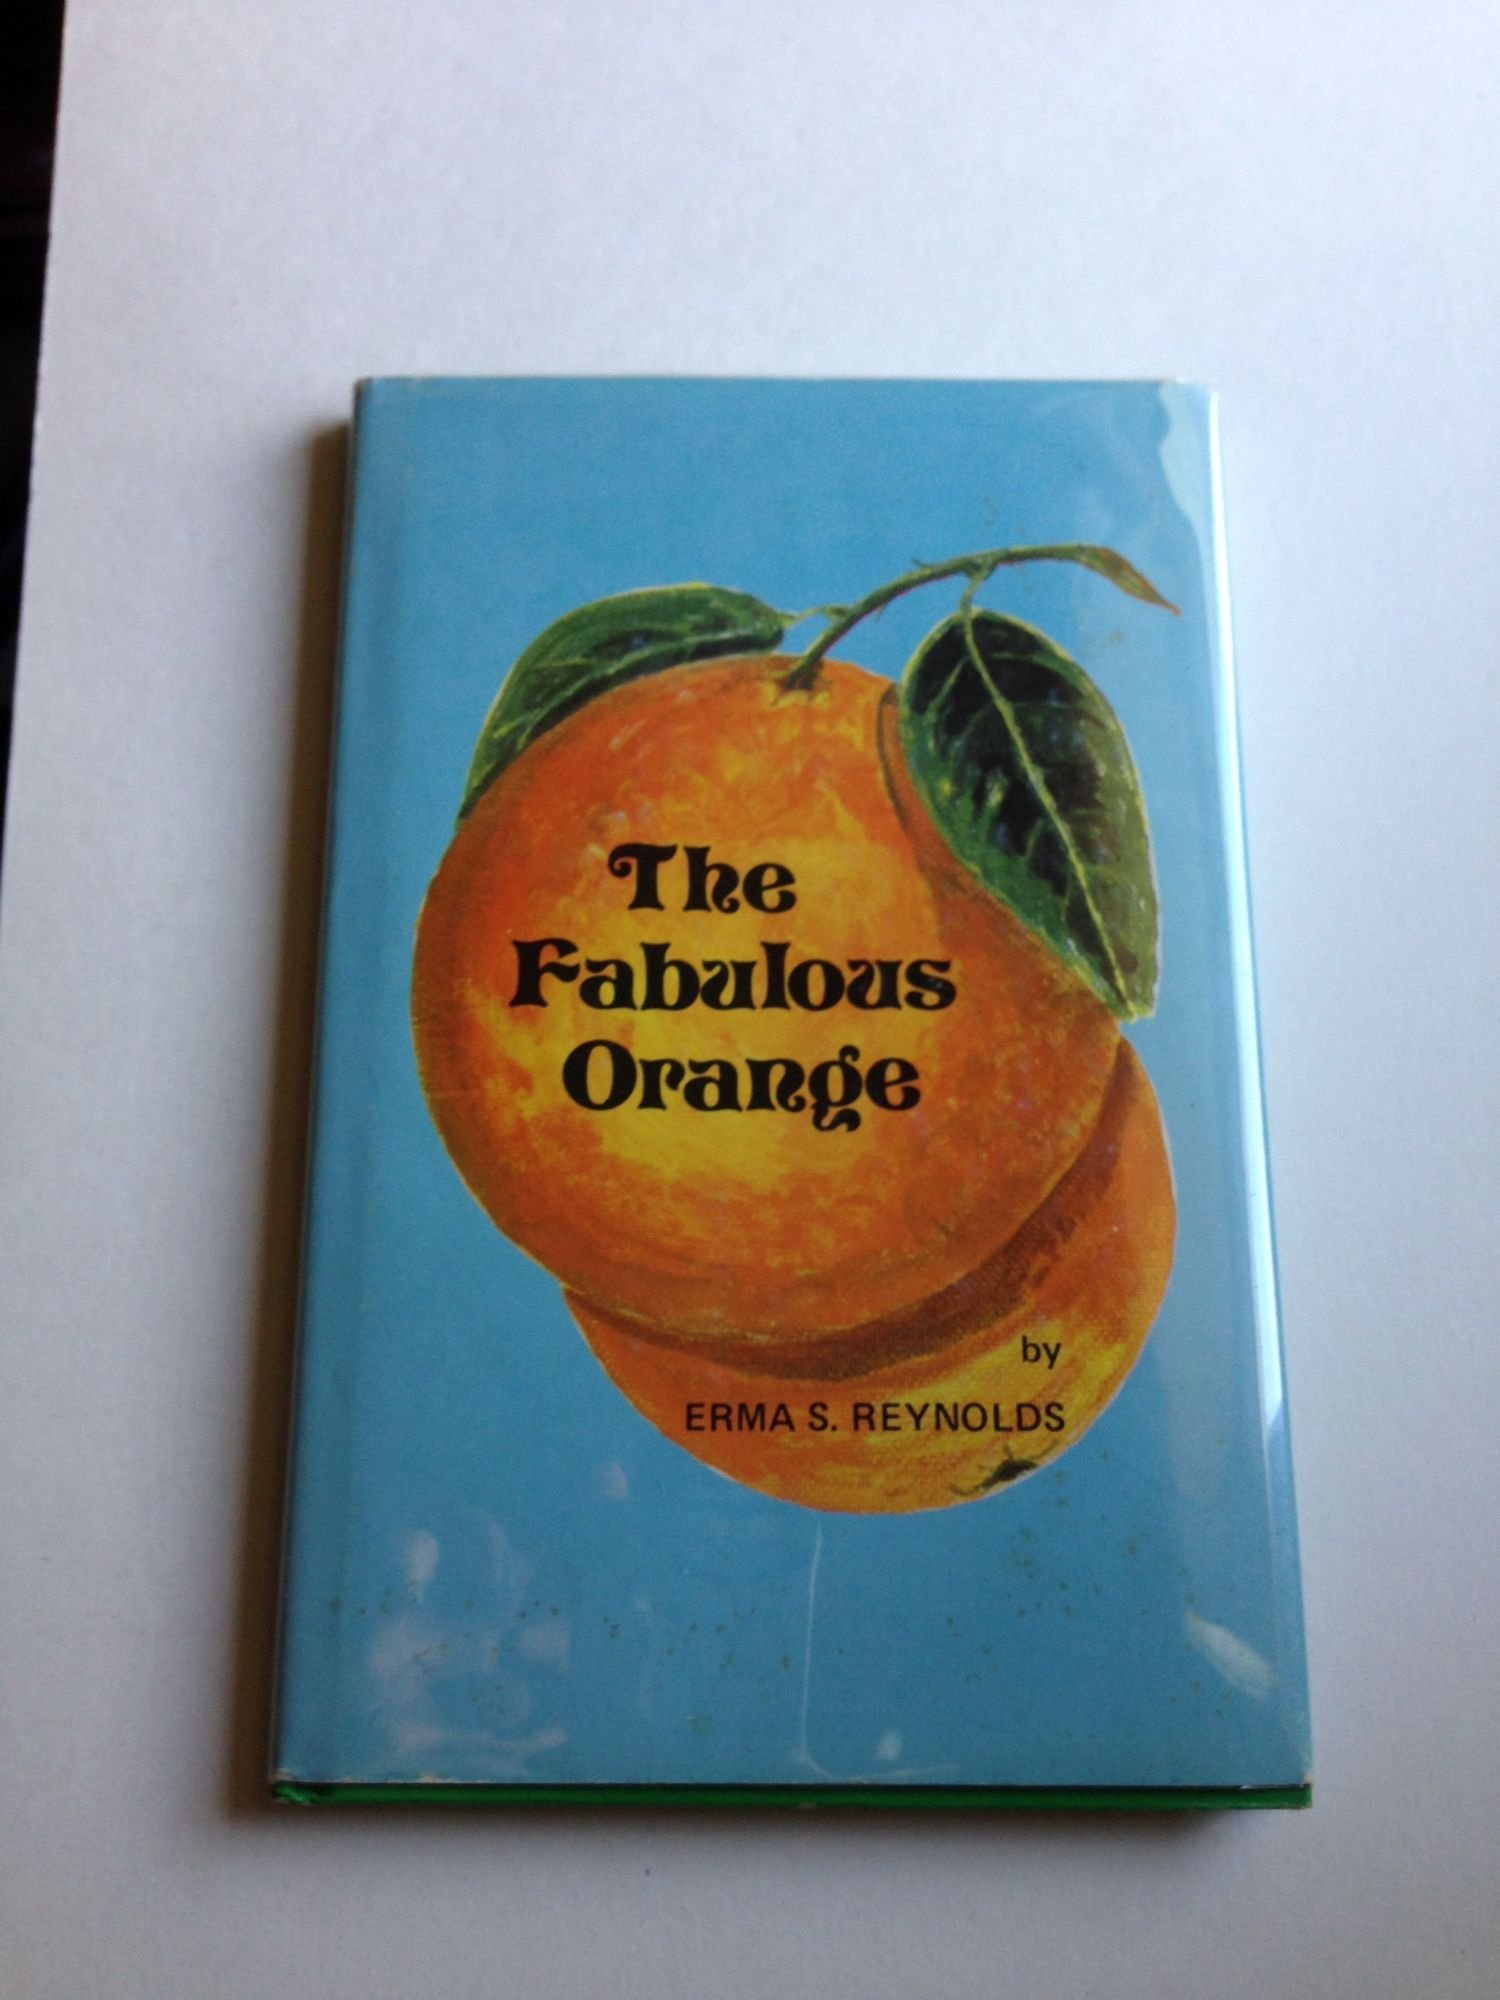 The
Fabulous
Orange
by
ERMA S. REYNOLDS